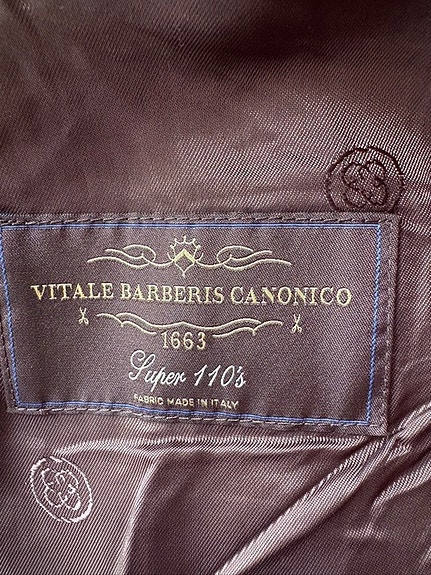 VITALE BARBERIS CANONICO
1663
Super 110's
FABRIC MADE IN ITALY